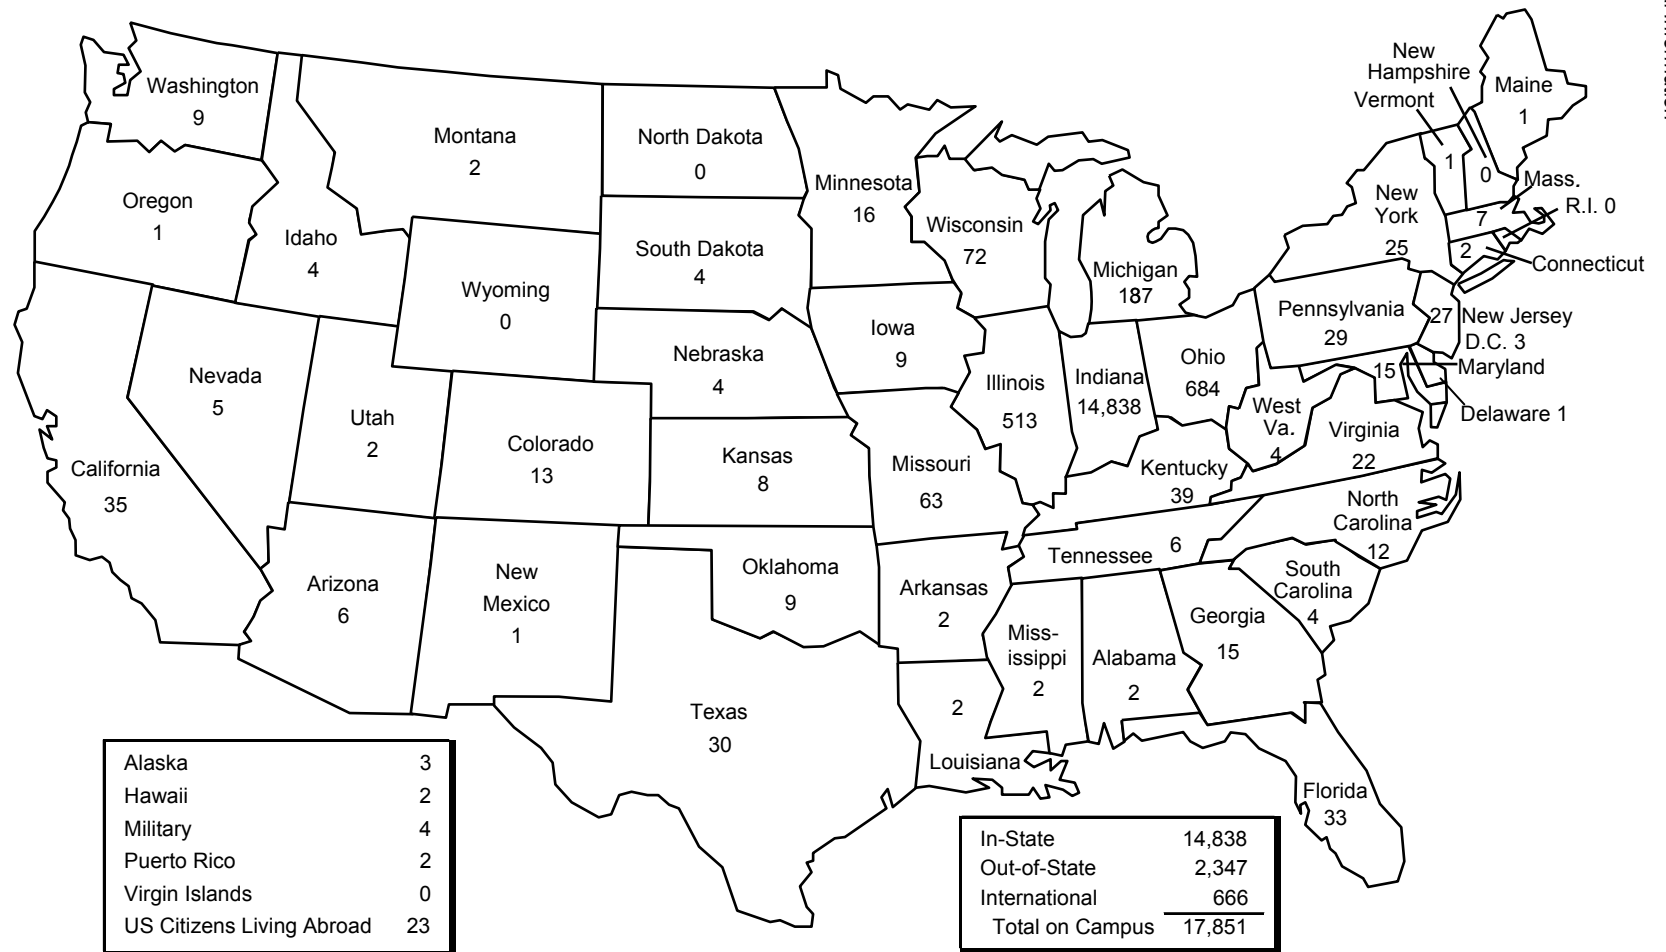 Washington
9
Oregon
1
Idaho
4
Montana
2
North Dakota
0
Minnesota
16
South Dakota
4
Wyoming
0
Wisconsin
72
Michigan
187
New
Hampshire
Vermont
Maine
1
1
0
Mass.
7
R.I. 0
2
Connecticut
New
York
25
Pennsylvania
29
27
New Jersey
D.C. 3
15
Maryland
Delaware 1
Nevada
5
Utah
2
California
35
Colorado
13
Nebraska
4
Iowa
9
Kansas
8
Illinois
513
Indiana
14,838
Ohio
684
West
Va.
4
Virginia
22
Missouri
63
Kentucky
39
North
Carolina
12
Tennessee 6
South
Carolina
4
Arizona
6
New
Mexico
1
Oklahoma
9
Arkansas
2
Georgia
15
Miss-
issippi
2
Alabama
2
Texas
30
2
Louisiana
Florida
33
Alaska 3
Hawaii 2
Military 4
Puerto Rico 2
Virgin Islands 0
US Citizens Living Abroad 23
In-State 14,838
Out-of-State 2,347
International 666
Total on Campus 17,851